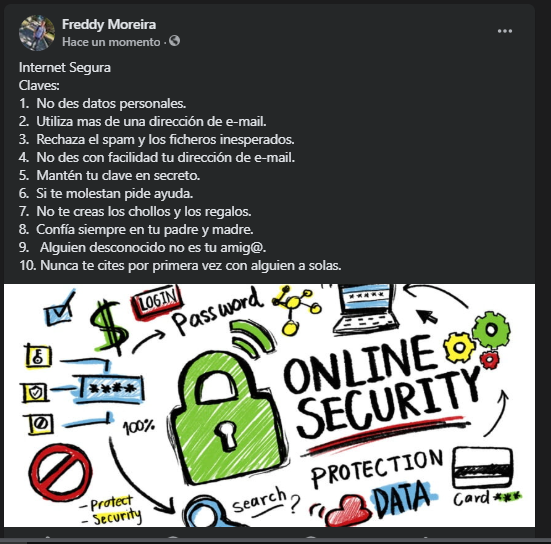 Freddy Moreira
Hace un momento ·
Internet Segura
Claves:
1. No des datos personales.
2. Utiliza mas de una dirección de e-mail.
3. Rechaza el spam y los ficheros inesperados.
4. No des con facilidad tu dirección de e-mail.
5. Mantén tu clave en secreto.
6. Si te molestan pide ayuda.
7. No te creas los chollos y los regalos.
8. Confía siempre en tu padre y madre.
9. Alguien desconocido no es tu amig@.
10. Nunca te cites por primera vez con alguien a solas.
$
LOGIN
Password
*****
****
100%
ONLINE
SECURITY
PROTECTION
DATA
Card ***
search?
- Protect
- Security